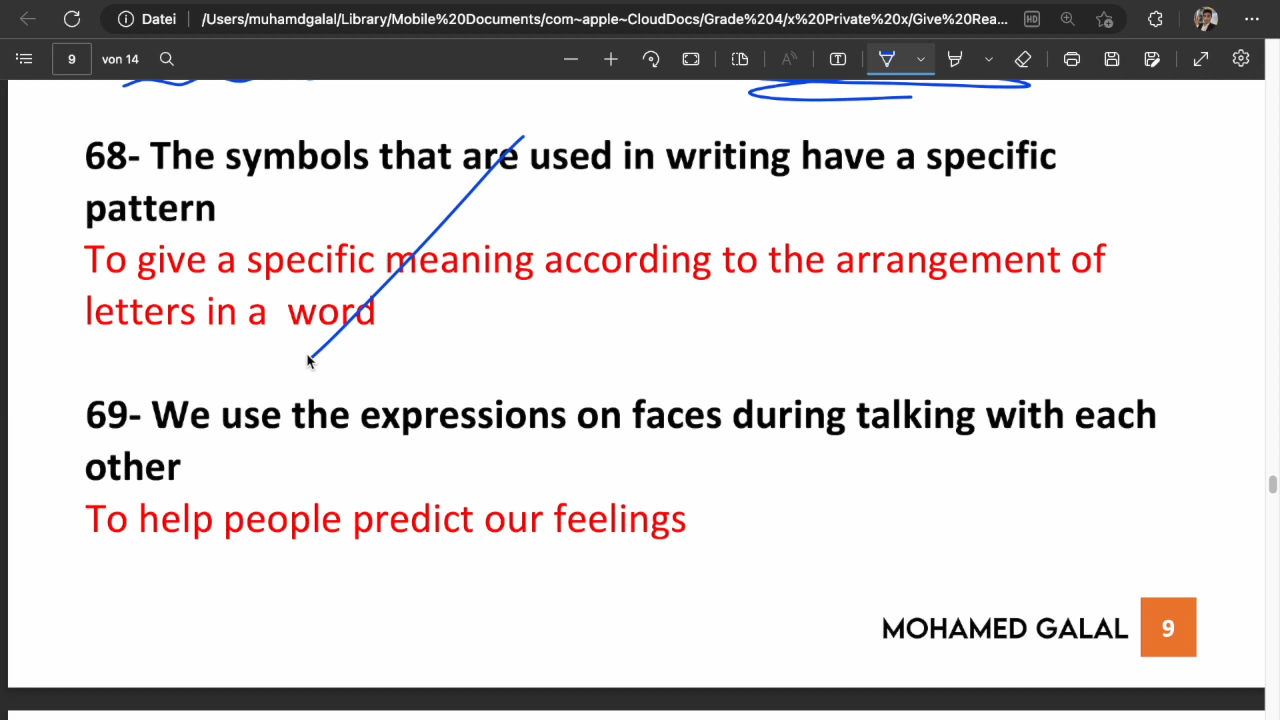 Datei
/Users/muhamdgalal/Library/Mobile%20Documents/com~apple~CloudDocs/Grade%204/x%20Private%20x/Give%20Rea...
HD
9 von 14
68- The symbols that are used in writing have a specific
pattern
To give a specific meaning according to the arrangement of
letters in a word
69- We use the expressions on faces during talking with each
other
To help people predict our feelings
MOHAMED GALAL 9